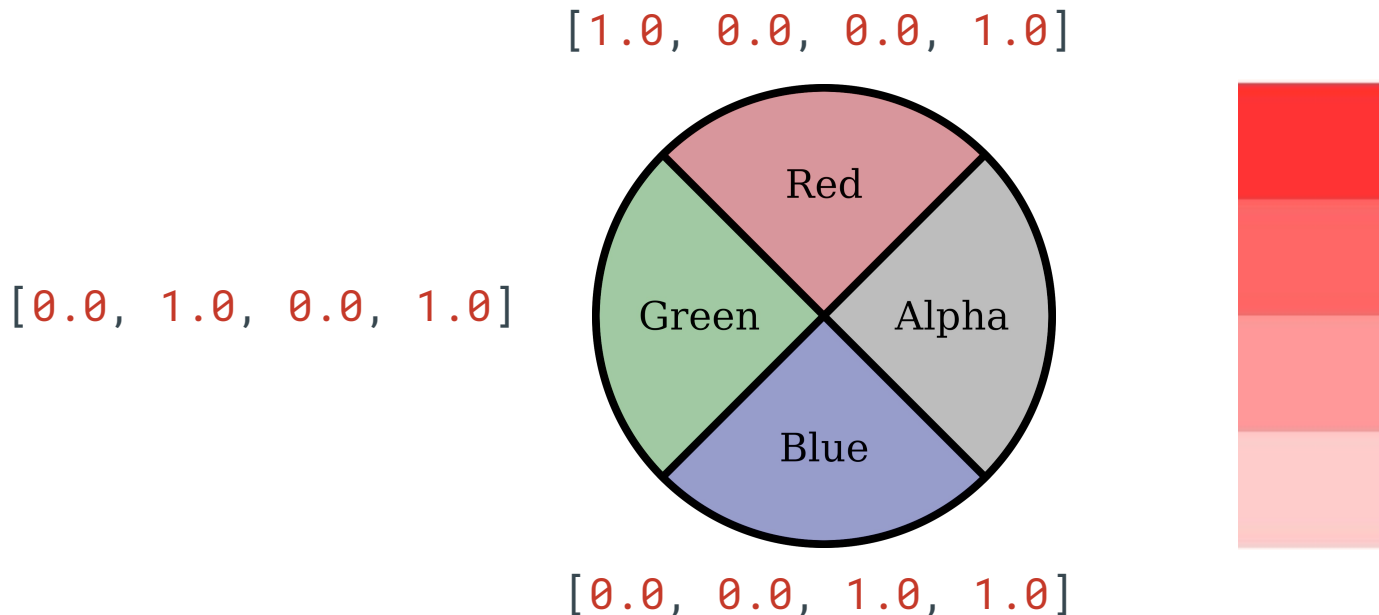 [1.0, 0.0, 0.0, 1.0]
Red
[0.0, 1.0, 0.0, 1.0]
Green
Alpha
Blue
[0.0, 0.0, 1.0, 1.0]